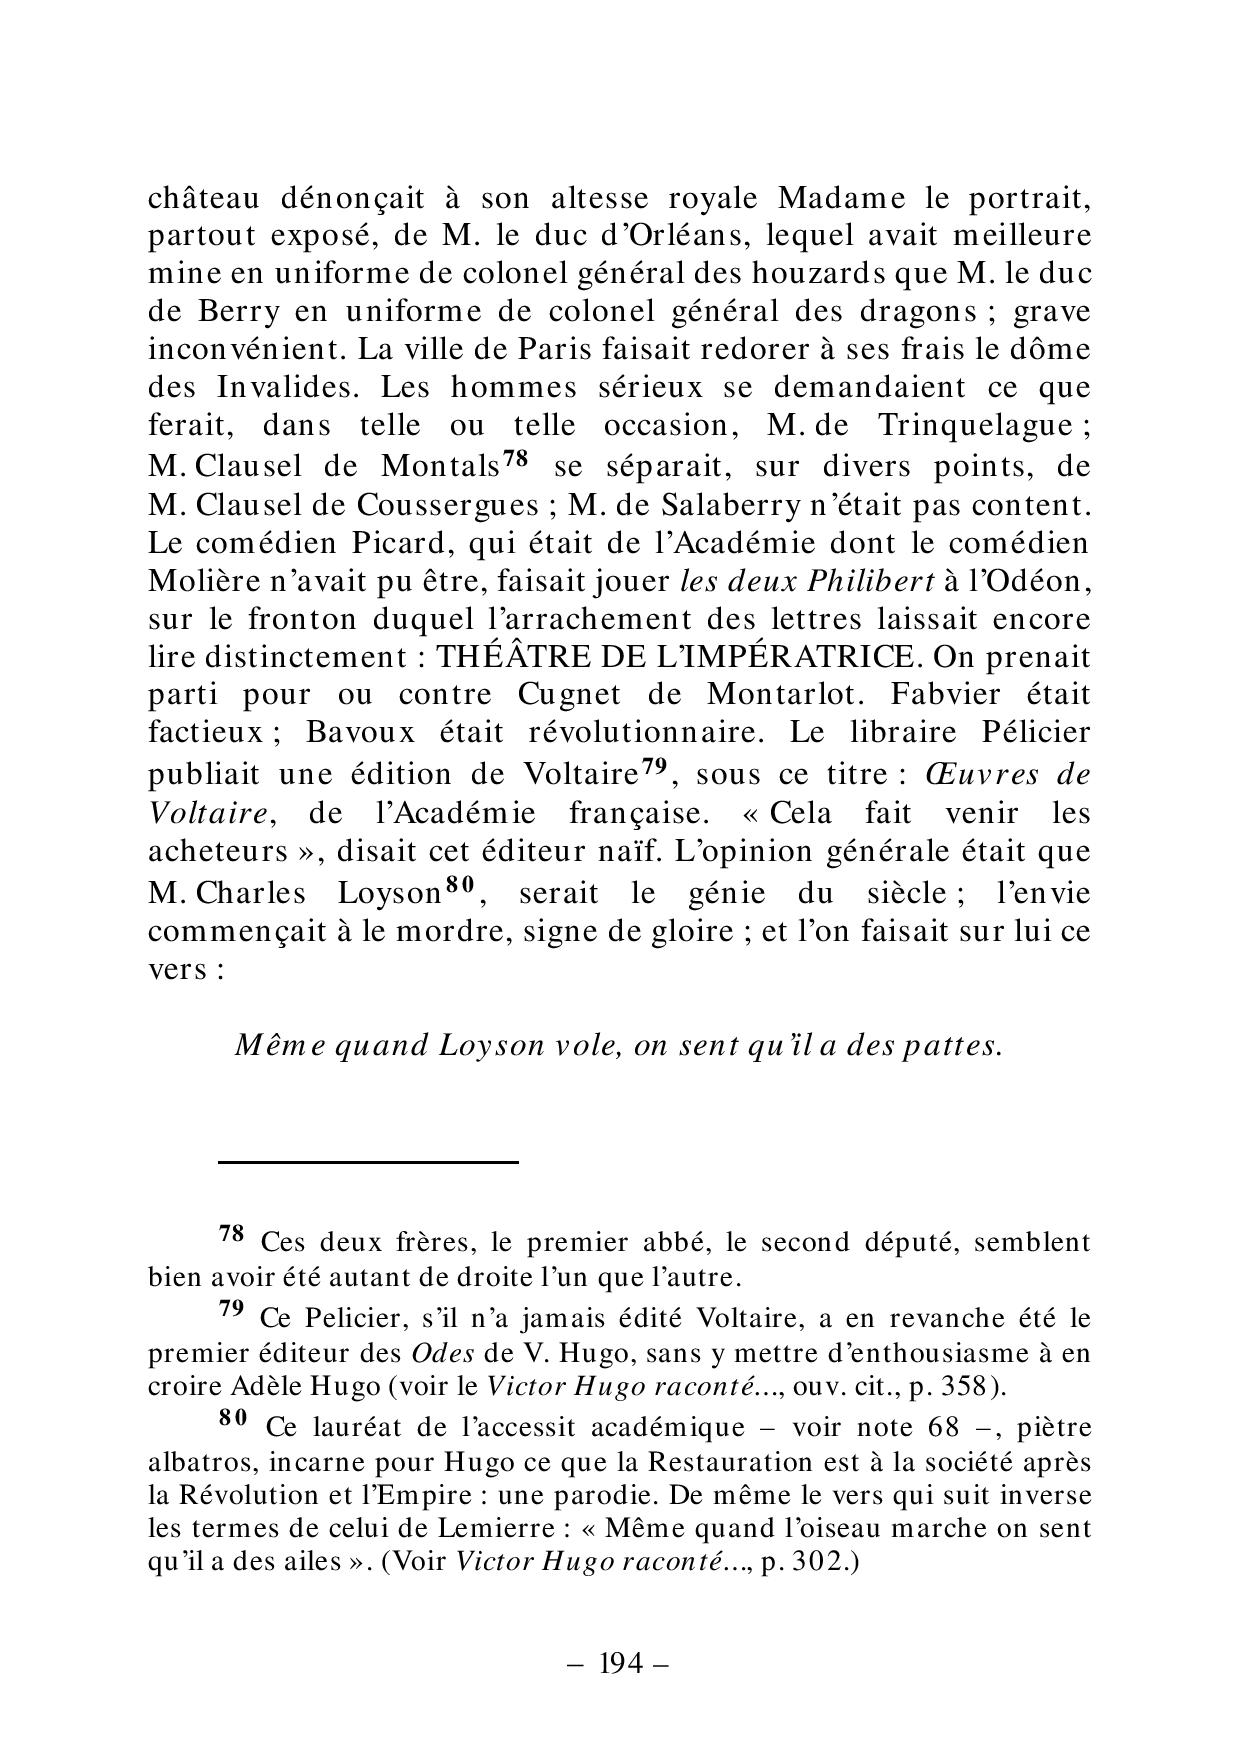 château dénonçait à son altesse royale Madame le portrait,
partout exposé, de M. le duc d’Orléans, lequel avait meilleure
mine en uniforme de colonel général des houzards que M. le duc
de Berry en uniforme de colonel général des dragons ; grave
inconvénient. La ville de Paris faisait redorer à ses frais le dôme
des Invalides. Les hommes sérieux se demandaient ce que
ferait, dans telle ou telle occasion, M. de Trinquelague ;
M. Clausel de Montals78 se séparait, sur divers points, de
M. Clausel de Coussergues ; M. de Salaberry n’était pas content.
Le comédien Picard, qui était de l’Académie dont le comédien
Molière n’avait pu être, faisait jouer les deux Philibert à l’Odéon,
sur le fronton duquel l’arrachement des lettres laissait encore
lire distinctement : THÉÂTRE DE L’IMPÉRATRICE. On prenait
parti pour ou contre Cugnet de Montarlot. Fabvier était
factieux ; Bavoux était révolutionnaire. Le libraire Pélicier
publiait une édition de Voltaire79, sous ce titre : Œuvres de
Voltaire, de l’Académie française. « Cela fait venir les
acheteurs », disait cet éditeur naïf. L’opinion générale était que
M. Charles Loyson80, serait le génie du siècle ; l’envie
commençait à le mordre, signe de gloire ; et l’on faisait sur lui ce
vers :
Même quand Loyson vole, on sent qu’il a des pattes.
78 Ces deux frères, le premier abbé, le second député, semblent
bien avoir été autant de droite l’un que l’autre.
79 Ce Pelicier, s’il n’a jamais édité Voltaire, a en revanche été le
premier éditeur des Odes de V. Hugo, sans y mettre d’enthousiasme à en
croire Adèle Hugo (voir le Victor Hugo raconté…, ouv. cit., p. 358).
80 Ce lauréat de l’accessit académique – voir note 68 –, piètre
albatros, incarne pour Hugo ce que la Restauration est à la société après
la Révolution et l’Empire : une parodie. De même le vers qui suit inverse
les termes de celui de Lemierre : « Même quand l’oiseau marche on sent
qu’il a des ailes ». (Voir Victor Hugo raconté…, p. 302.)
– 194 –